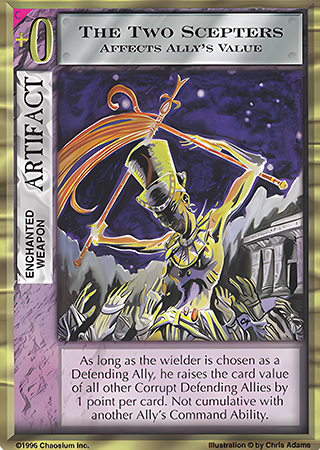 +0
THE TWO SCEPTERS
AFFECTS ALLY'S VALUE
ARTIFACT
ENCHANTED
WEAPON
As long as the wielder is chosen as a
Defending Ally, he raises the card value
of all other Corrupt Defending Allies by
1 point per card. Not cumulative with
another Ally's Command Ability.
©1996 Chaosium Inc.
Illustration © by Chris Adams